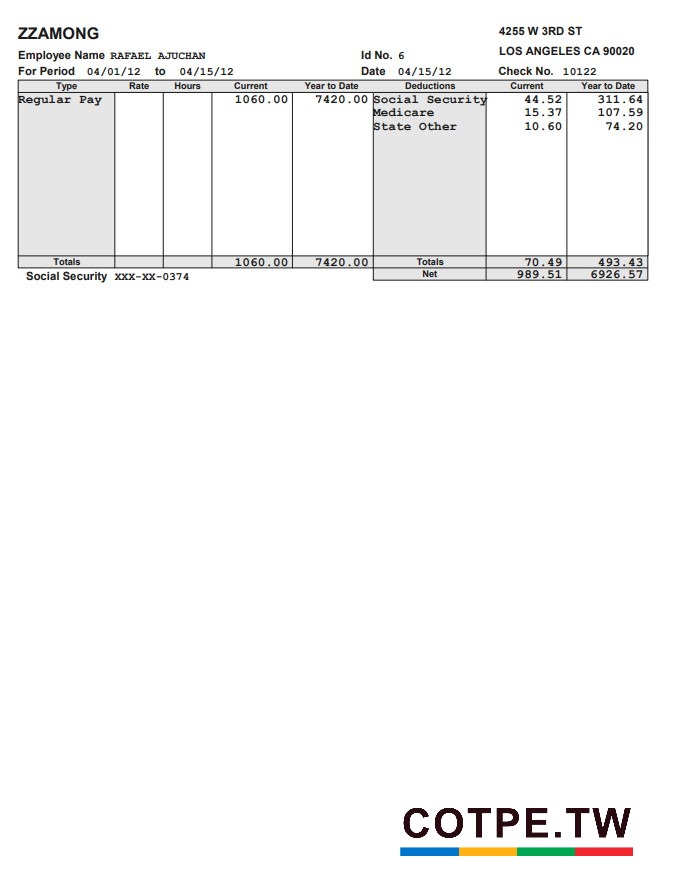 ZZAMONG
4255 W 3RD ST
Employee Name RAFAEL AJUCHAN Id No. 6 LOS ANGELES CA 90020
For Period 04/01/12 to 04/15/12 Date 04/15/12 Check No. 10122
Type Rate Hours Current Year to Date Deductions Current Year to Date
Regular Pay 1060.00 7420.00 Social Security 44.52 311.64
Medicare 15.37 107.59
State Other 10.60 74.20
Totals 1060.00 7420.00 Totals 70.49 493.43
Social Security XXX-XX-0374 Net 989.51 6926.57
COTPE.TW